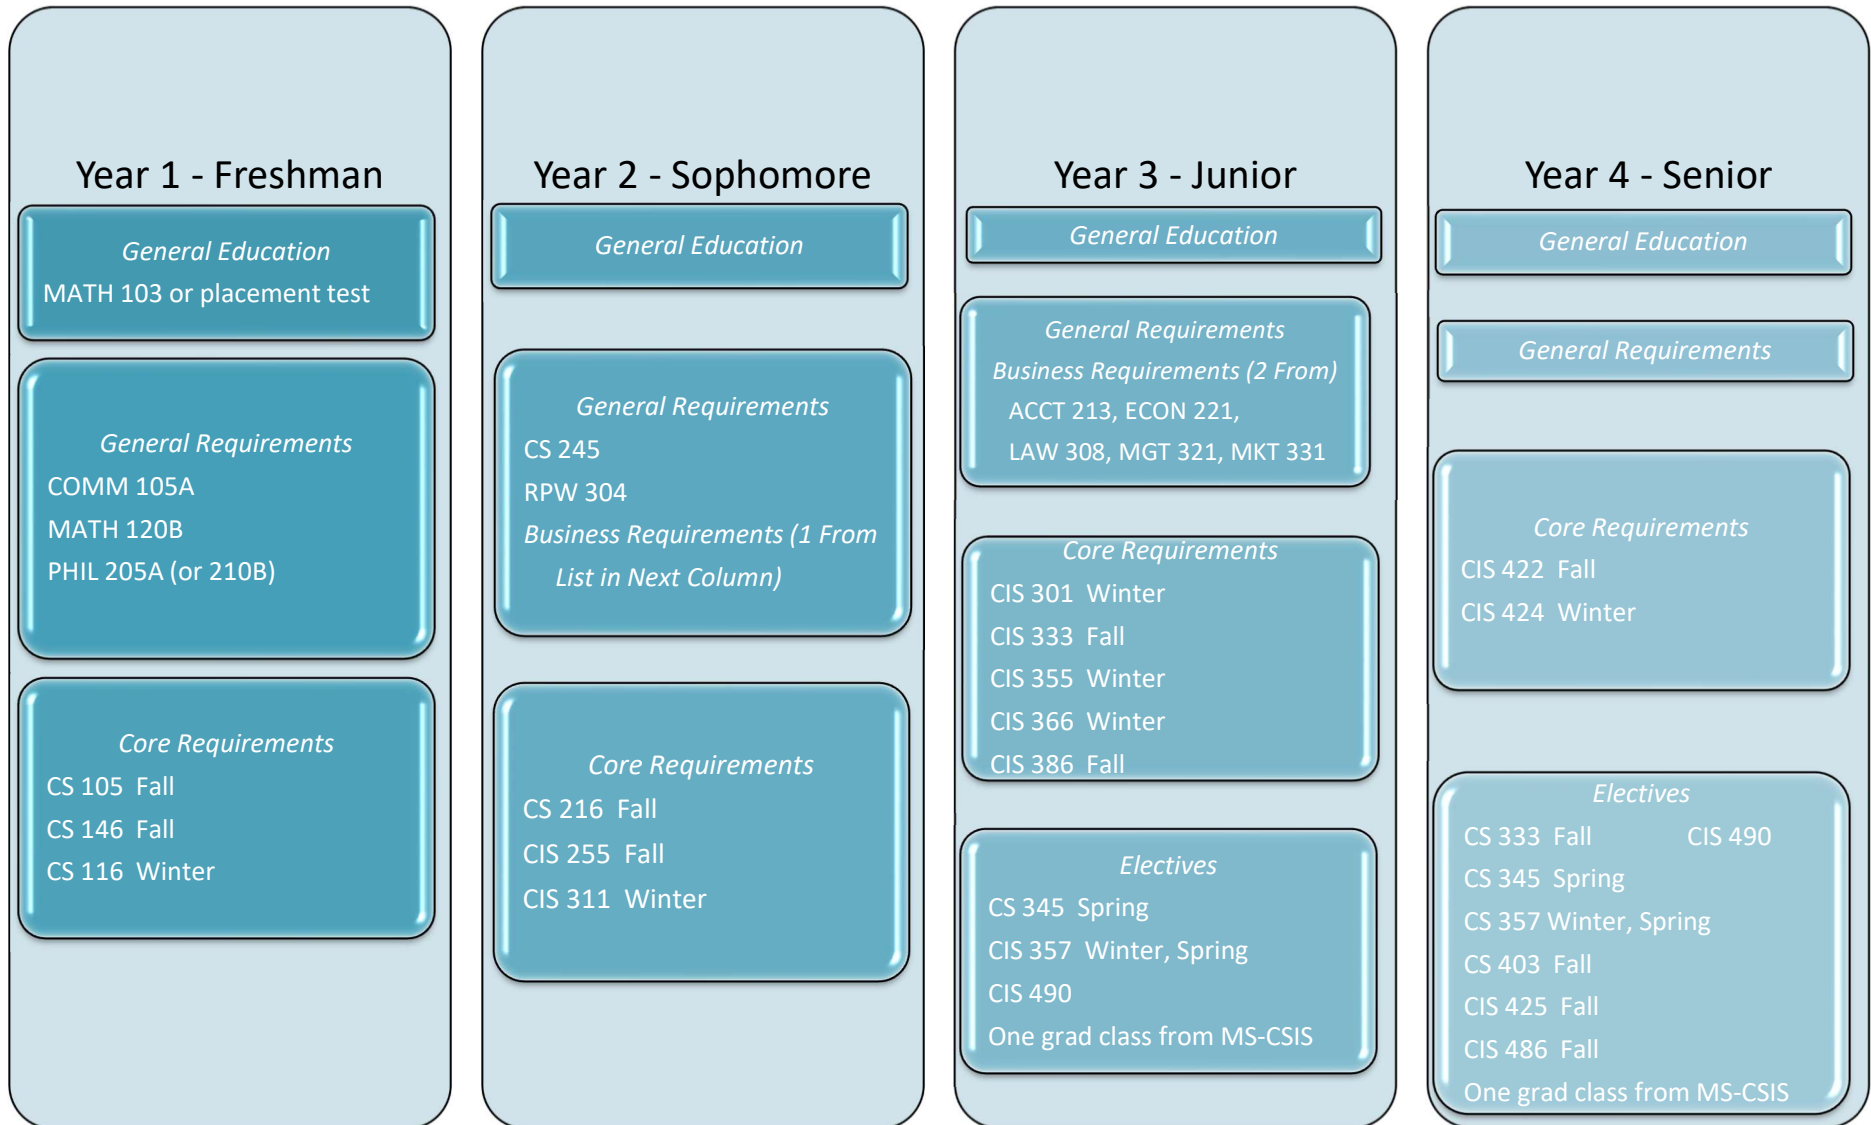 Year 1 - Freshman
General Education
MATH 103 or placement test
General Requirements
COMM 105A
MATH 120B
PHIL 205A (or 210B)
Core Requirements
CS 105  Fall
CS 146  Fall
CS 116  Winter
Year 2 - Sophomore
General Education
General Requirements
CS 245
RPW 304
Business Requirements (1 From
List in Next Column)
Core Requirements
CS 216  Fall
CIS 255  Fall
CIS 311  Winter
Year 3 - Junior
General Education
General Requirements
Business Requirements (2 From)
ACCT 213, ECON 221,
LAW 308, MGT 321, MKT 331
Core Requirements
CIS 301  Winter
CIS 333  Fall
CIS 355  Winter
CIS 366  Winter
CIS 386  Fall
Electives
CS 345  Spring
CIS 357  Winter, Spring
CIS 490
One grad class from MS-CSIS
Year 4 - Senior
General Education
General Requirements
Core Requirements
CIS 422  Fall
CIS 424  Winter
Electives
CS 333  Fall CIS 490
CS 345  Spring
CS 357 Winter, Spring
CS 403  Fall
CIS 425  Fall
CIS 486  Fall
One grad class from MS-CSIS